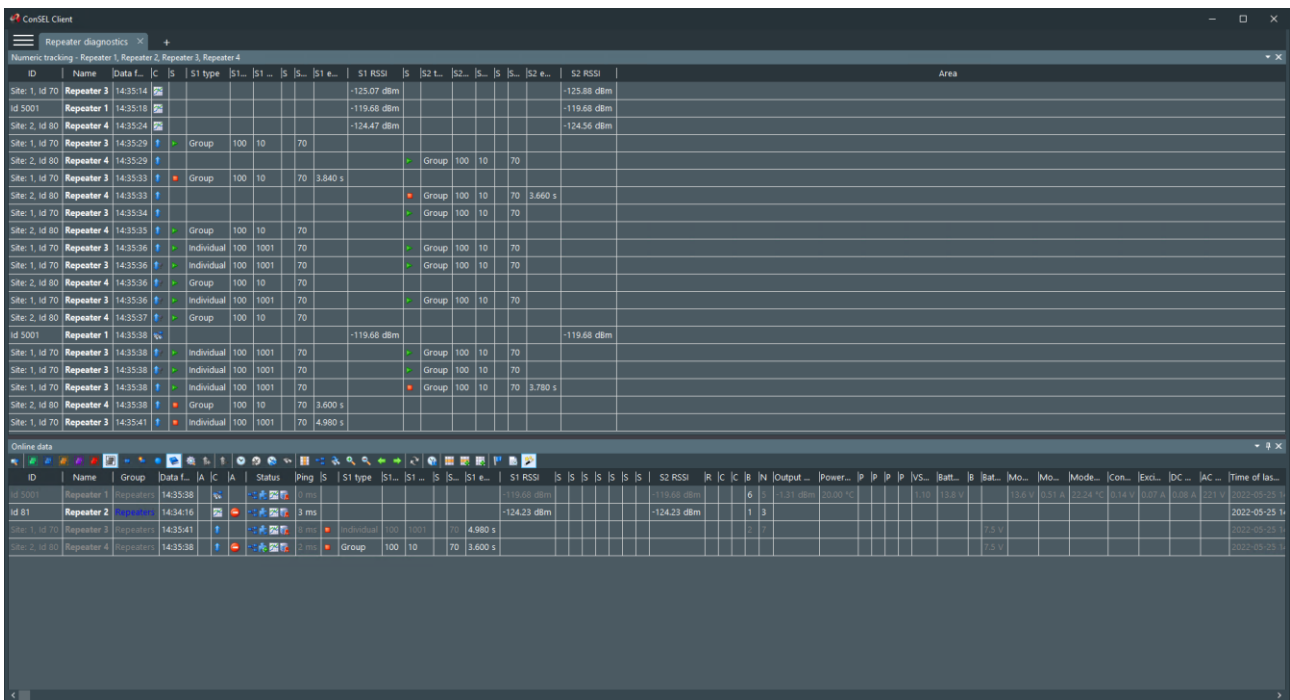 ConSEL Client
Repeater diagnostics
Numeric tracking - Repeater 1, Repeater 2, Repeater 3, Repeater 4
ID Name Data f... C S S1 type S1... S1 ... S S... S1 e... S1 RSSI S S2 t... S2... S... S S... S2 e... S2 RSSI Area
Site: 1, Id 70 Repeater 3 14:35:14 -125.07 dBm -125.88 dBm
Id 5001 Repeater 1 14:35:18 -119.68 dBm -119.68 dBm
Site: 2, Id 80 Repeater 4 14:35:24 -124.47 dBm -124.56 dBm
Site: 1, Id 70 Repeater 3 14:35:29 Group 100 10 70
Site: 2, Id 80 Repeater 4 14:35:29 Group 100 10 70
Site: 1, Id 70 Repeater 3 14:35:33 Group 100 10 70 3.840 s
Site: 2, Id 80 Repeater 4 14:35:33 Group 100 10 70 3.660 s
Site: 1, Id 70 Repeater 3 14:35:34 Group 100 10 70
Site: 2, Id 80 Repeater 4 14:35:35 Group 100 10 70
Site: 1, Id 70 Repeater 3 14:35:36 Individual 100 1001 70 Group 100 10 70
Site: 1, Id 70 Repeater 3 14:35:36 Individual 100 1001 70 Group 100 10 70
Site: 2, Id 80 Repeater 4 14:35:36 Group 100 10 70
Site: 1, Id 70 Repeater 3 14:35:36 Individual 100 1001 70 Group 100 10 70
Site: 2, Id 80 Repeater 4 14:35:37 Group 100 10 70
Id 5001 Repeater 1 14:35:38 -119.68 dBm -119.68 dBm
Site: 1, Id 70 Repeater 3 14:35:38 Individual 100 1001 70 Group 100 10 70
Site: 1, Id 70 Repeater 3 14:35:38 Individual 100 1001 70 Group 100 10 70
Site: 1, Id 70 Repeater 3 14:35:38 Individual 100 1001 70 Group 100 10 70 3.780 s
Site: 2, Id 80 Repeater 4 14:35:38 Group 100 10 70 3.600 s
Site: 1, Id 70 Repeater 3 14:35:41 Individual 100 1001 70 4.980 s
Online data
ID Name Group Data f... A C A Status Ping S S1 type S1... S1 ... S S... S1 e... S1 RSSI S S S S S S S S2 RSSI R C C B N Output ... Power... P P P P VS... Batt... B Bat... Mo... Mo... Mode... Con... Exci... DC ... AC ... Time of las...
Id 5001 Repeater 1 Repeaters 14:35:38 0 ms -119.68 dBm -119.68 dBm 6 5 -1.31 dBm 20.00 °C 1.10 13.8 V 13.6 V 0.51 A 22.24 °C 0.14 V 0.07 A 0.08 A 221 V 2022-05-25 1
Id 81 Repeater 2 Repeaters 14:34:16 3 ms -124.23 dBm -124.23 dBm 1 3 2022-05-25 1
Site: 1, Id 70 Repeater 3 Repeaters 14:35:41 8 ms Individual 100 1001 70 4.980 s 2 7 7.5 V 2022-05-25 1
Site: 2, Id 80 Repeater 4 Repeaters 14:35:38 2 ms Group 100 10 70 3.600 s 7.5 V 2022-05-25 1